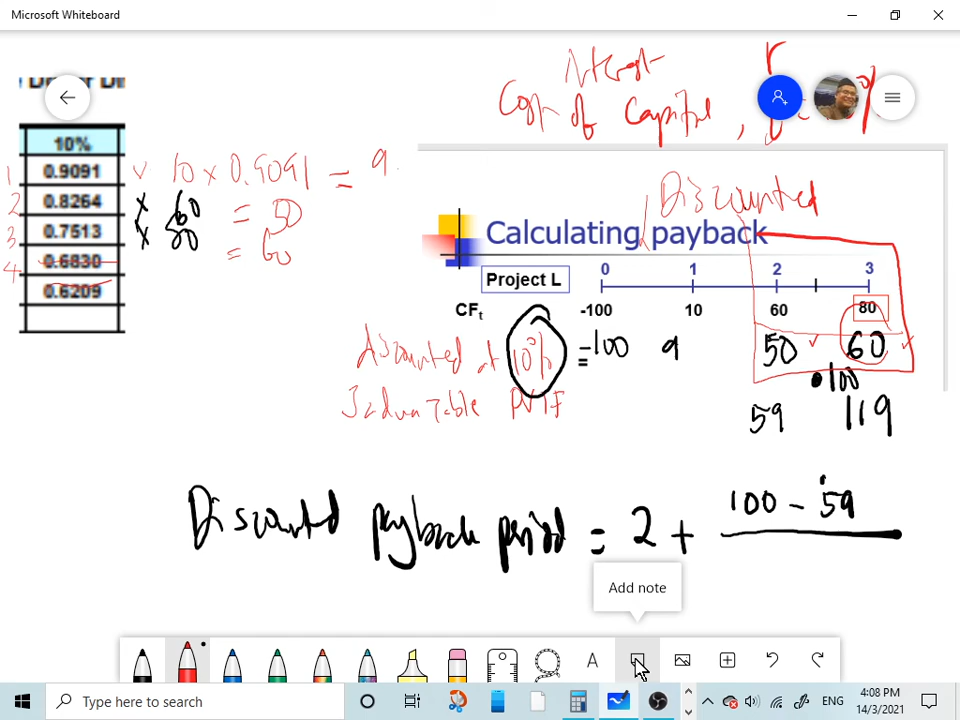 Microsoft Whiteboard
Interest r
Cost of Capital, %
10%
1 0.9091 v 10 x 0.9091 = 9.
2 0.8264 x 60 = 50
3 0.7513 x 80 = 60
4 0.6830
0.6209
Discounted
Calculating payback
Project L 0 1 2 3
CFt -100 10 60 80
Discounted at 10% = -100 9 50 60
table PVIF
100
59 119
Discounted payback period = 2 + 100 - 59
Add note
A
Type here to search
ENG
4:08 PM
14/3/2021